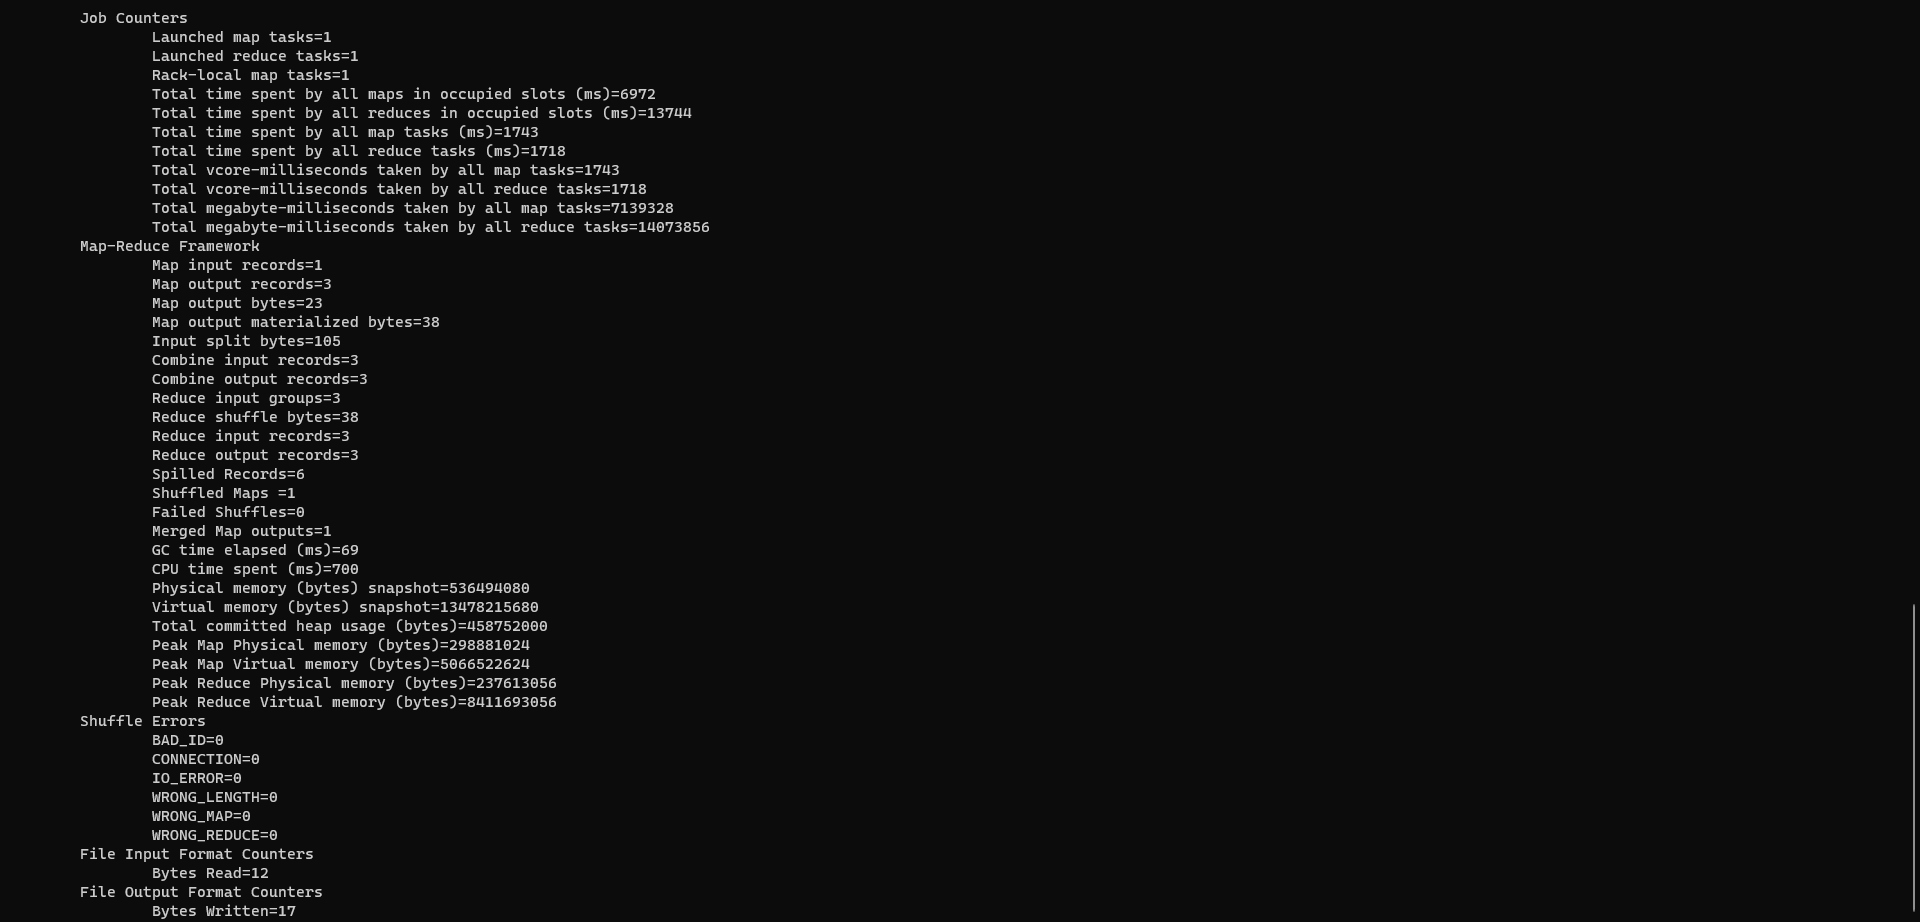 Job Counters
Launched map tasks=1
Launched reduce tasks=1
Rack-local map tasks=1
Total time spent by all maps in occupied slots (ms)=6972
Total time spent by all reduces in occupied slots (ms)=13744
Total time spent by all map tasks (ms)=1743
Total time spent by all reduce tasks (ms)=1718
Total vcore-milliseconds taken by all map tasks=1743
Total vcore-milliseconds taken by all reduce tasks=1718
Total megabyte-milliseconds taken by all map tasks=7139328
Total megabyte-milliseconds taken by all reduce tasks=14073856
Map-Reduce Framework
Map input records=1
Map output records=3
Map output bytes=23
Map output materialized bytes=38
Input split bytes=105
Combine input records=3
Combine output records=3
Reduce input groups=3
Reduce shuffle bytes=38
Reduce input records=3
Reduce output records=3
Spilled Records=6
Shuffled Maps =1
Failed Shuffles=0
Merged Map outputs=1
GC time elapsed (ms)=69
CPU time spent (ms)=700
Physical memory (bytes) snapshot=536494080
Virtual memory (bytes) snapshot=13478215680
Total committed heap usage (bytes)=458752000
Peak Map Physical memory (bytes)=298881024
Peak Map Virtual memory (bytes)=5066522624
Peak Reduce Physical memory (bytes)=237613056
Peak Reduce Virtual memory (bytes)=8411693056
Shuffle Errors
BAD_ID=0
CONNECTION=0
IO_ERROR=0
WRONG_LENGTH=0
WRONG_MAP=0
WRONG_REDUCE=0
File Input Format Counters
Bytes Read=12
File Output Format Counters
Bytes Written=17